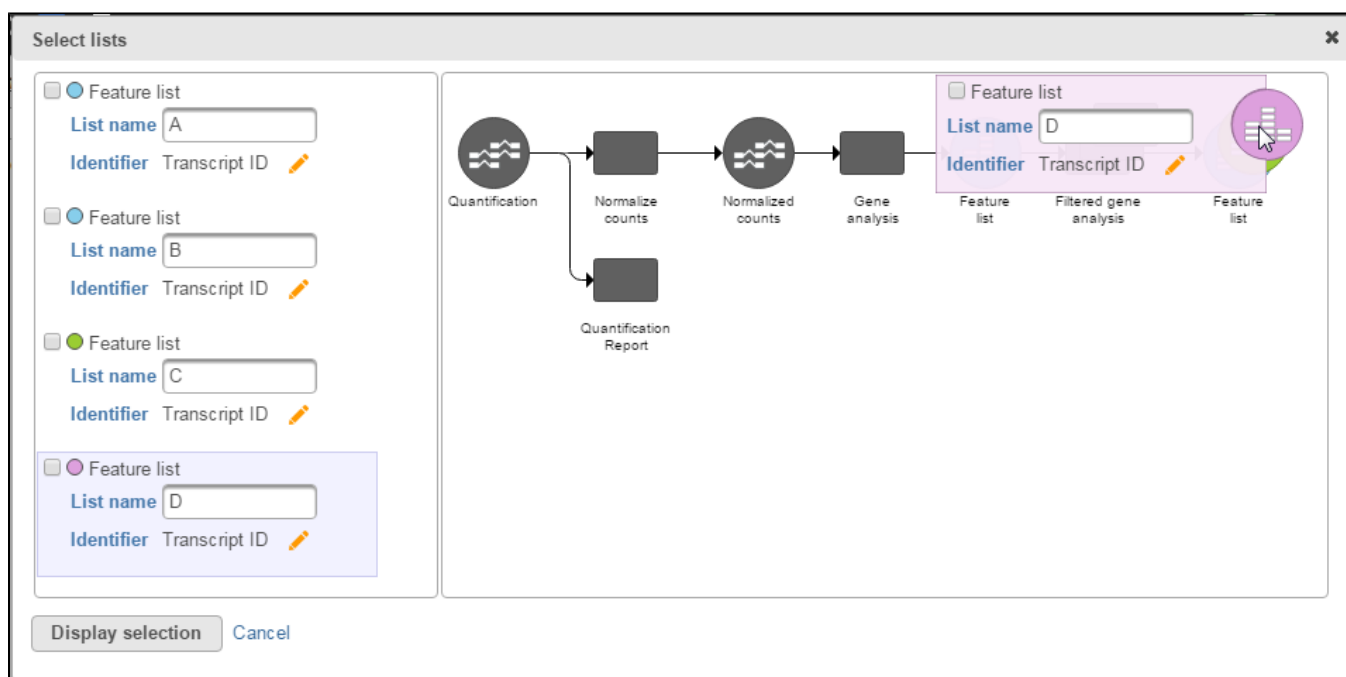 Select lists
Feature list
List name A
Identifier Transcript ID
Feature list
List name B
Identifier Transcript ID
Feature list
List name C
Identifier Transcript ID
Feature list
List name D
Identifier Transcript ID
Feature list
List name D
Identifier Transcript ID
Quantification
Normalize
counts
Normalized
counts
Gene
analysis
Feature
list
Filtered gene
analysis
Feature
list
Quantification
Report
Display selection
Cancel